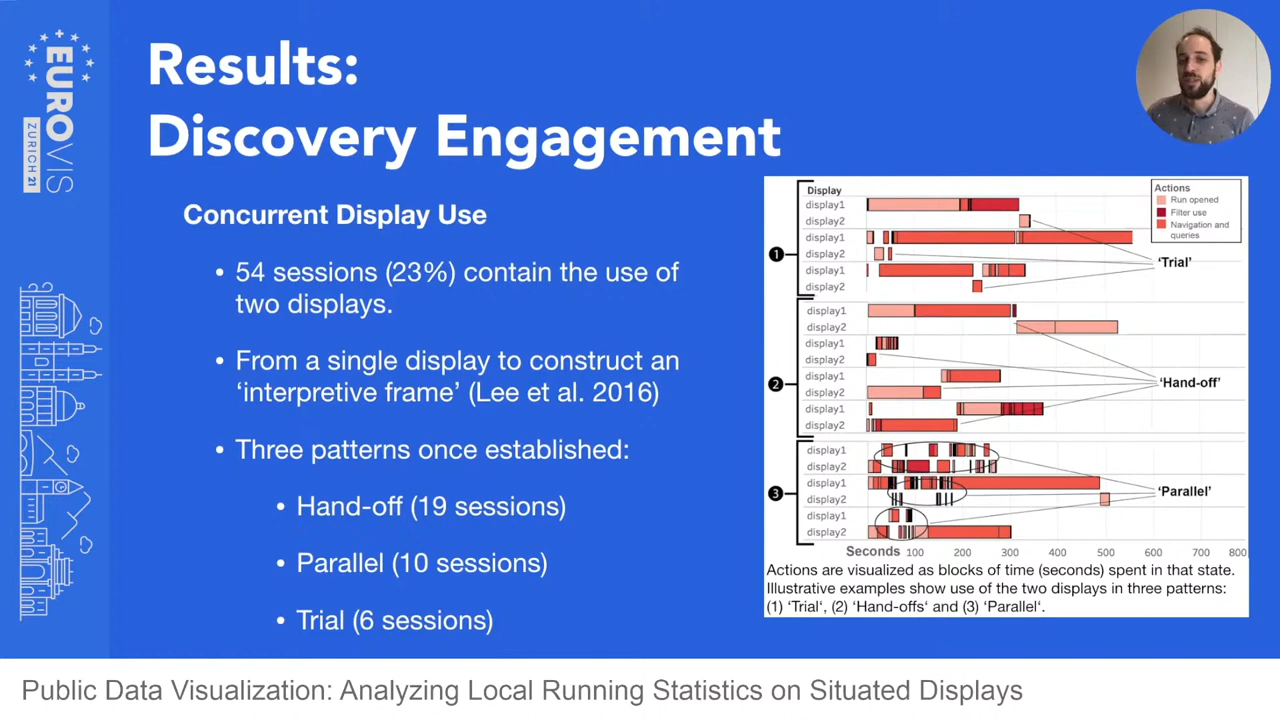 EUROVIS
ZURICH 21
Results:
Discovery Engagement
Concurrent Display Use
• 54 sessions (23%) contain the use of
two displays.
• From a single display to construct an
‘interpretive frame’ (Lee et al. 2016)
• Three patterns once established:
• Hand-off (19 sessions)
• Parallel (10 sessions)
• Trial (6 sessions)
Display
Actions
Run opened
Filter use
Navigation and
queries
1
display1
display2
display1
display2
display1
display2
‘Trial’
2
display1
display2
display1
display2
display1
display2
display1
display2
‘Hand-off’
3
display1
display2
display1
display2
display1
display2
‘Parallel’
Seconds 100 200 300 400 500 600 700 800
Actions are visualized as blocks of time (seconds) spent in that state.
Illustrative examples show use of the two displays in three patterns:
(1) ‘Trial‘, (2) ‘Hand-offs‘ and (3) ‘Parallel‘.
Public Data Visualization: Analyzing Local Running Statistics on Situated Displays